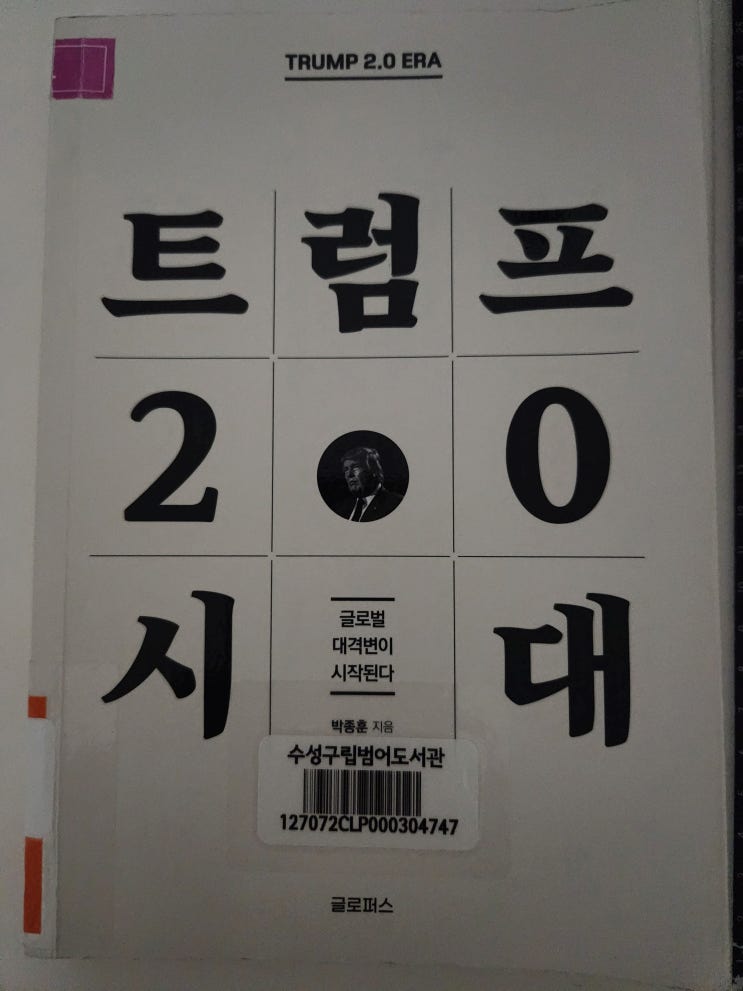 TRUMP 2.0 ERA
트럼프
2 0
시대
글로벌
대격변이
시작된다
박종훈 지음
수성구립범어도서관
127072CLP000304747
글로퍼스